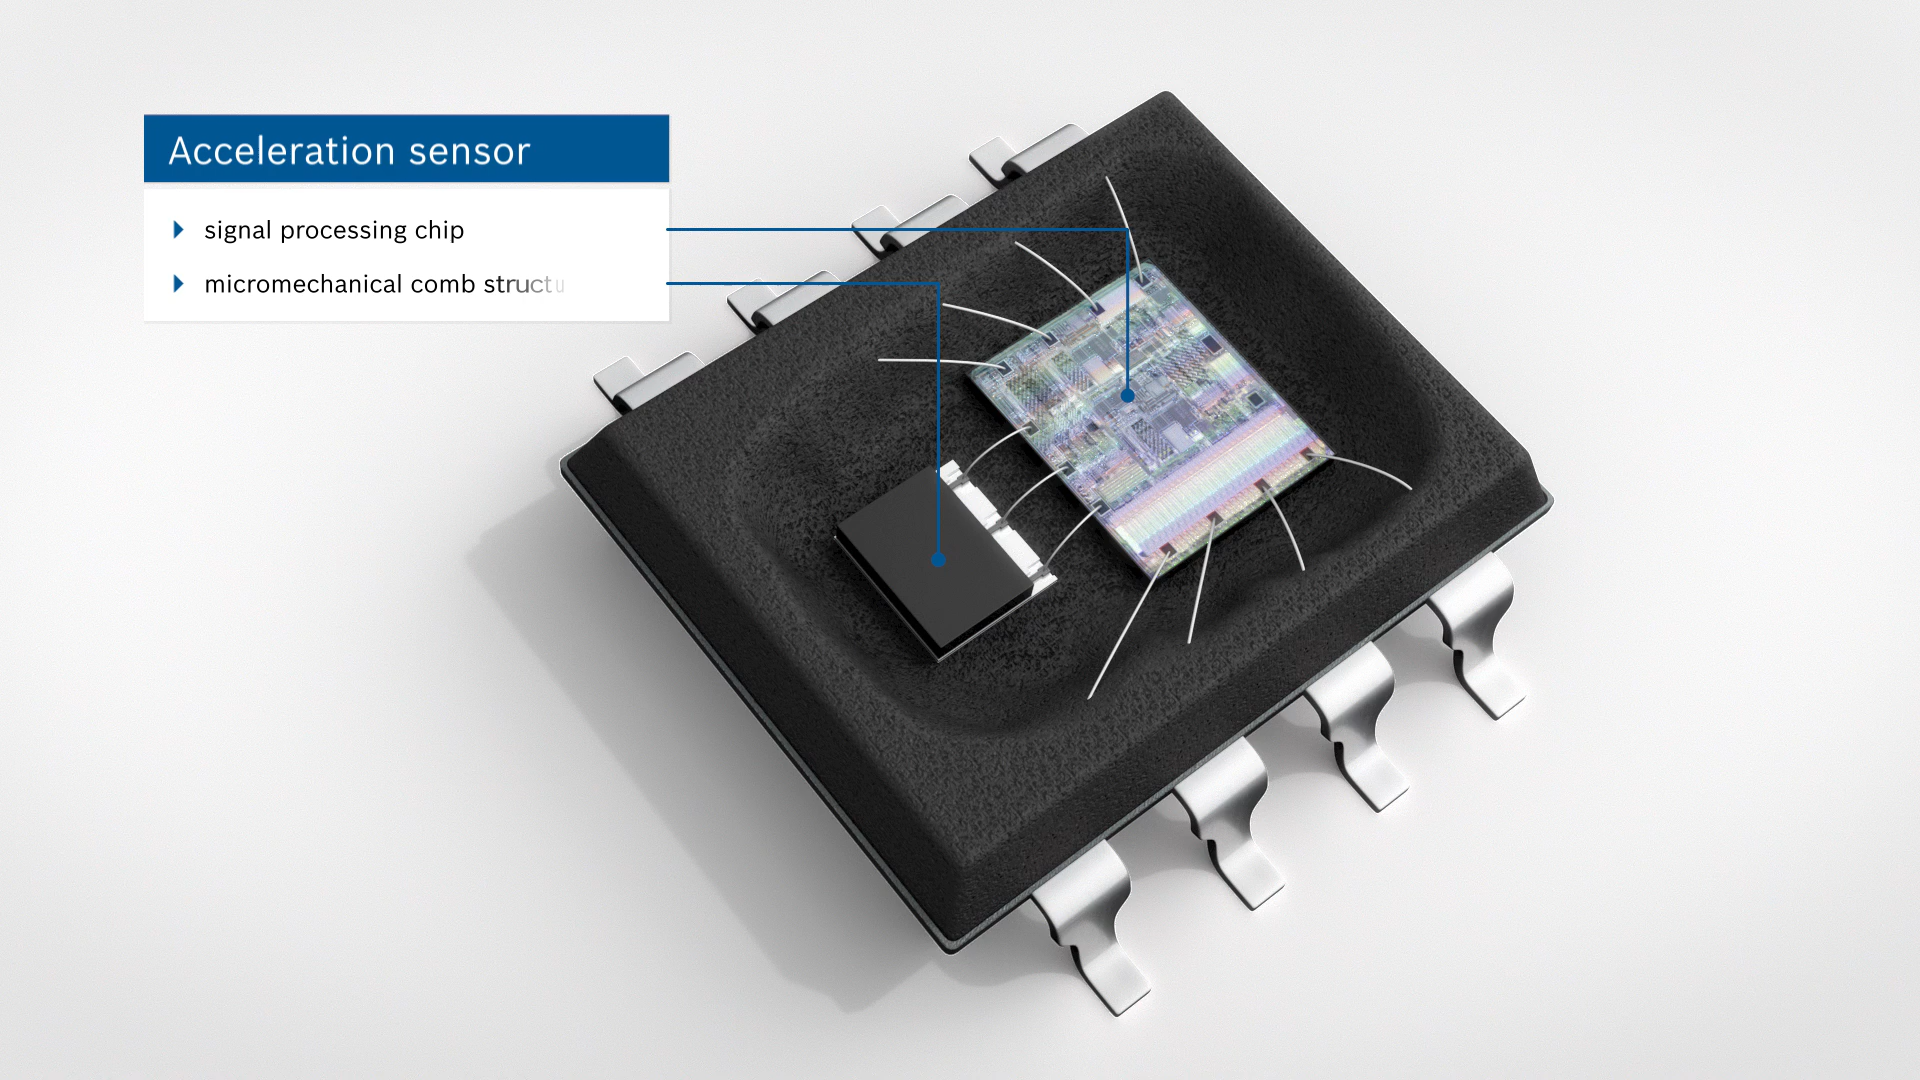 Acceleration sensor
signal processing chip
micromechanical comb structu